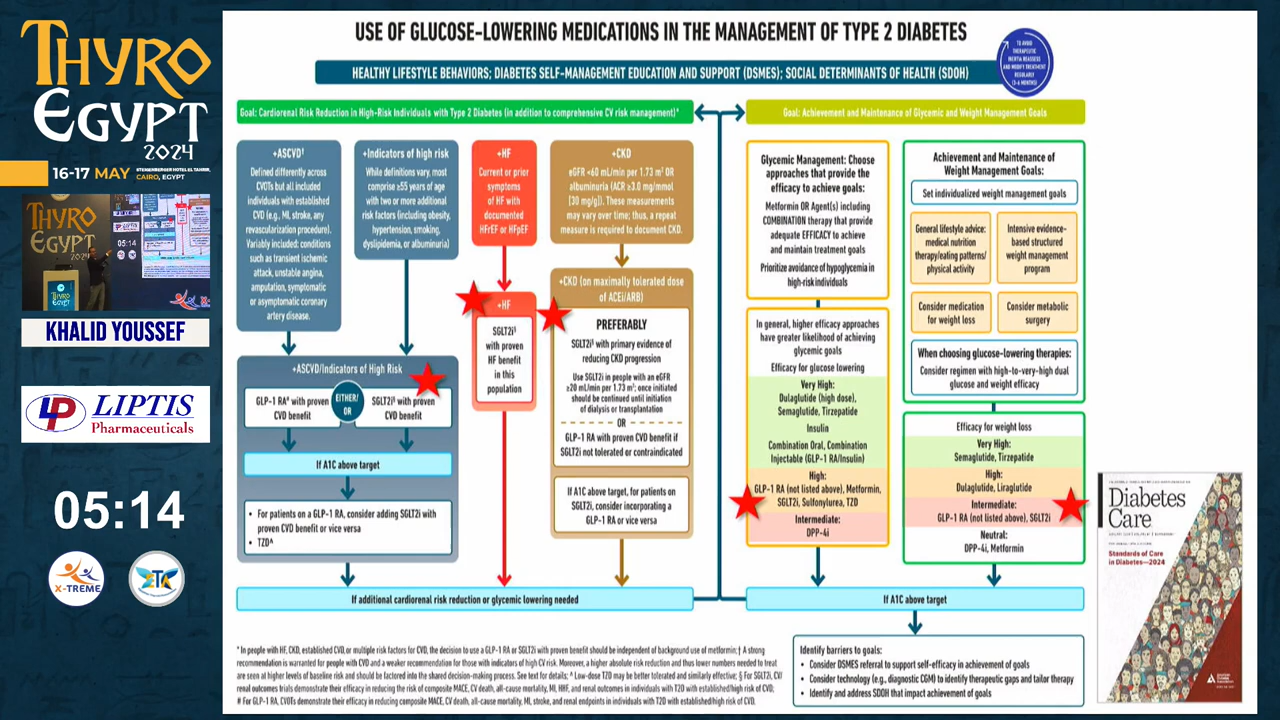 THYRO
EGYPT
2024
16-17 MAY
STEIGENBERGER HOTEL EL TAHRIR,
CAIRO, EGYPT
KHALID YOUSSEF
LP
LIPTIS
Pharmaceuticals
05:14
X-TREME
ETA
USE OF GLUCOSE-LOWERING MEDICATIONS IN THE MANAGEMENT OF TYPE 2 DIABETES
HEALTHY LIFESTYLE BEHAVIORS; DIABETES SELF-MANAGEMENT EDUCATION AND SUPPORT (DSMES); SOCIAL DETERMINANTS OF HEALTH (SDOH)
TO AVOID
THERAPEUTIC
INERTIA REASSESS
AND MODIFY TREATMENT
REGULARLY
(3-6 MONTHS)
Goal: Cardiorenal Risk Reduction in High-Risk Individuals with Type 2 Diabetes (in addition to comprehensive CV risk management)*
+ASCVD†
Defined differently across
CVOTs but all included
individuals with established
CVD (e.g., MI, stroke, any
revascularization procedure).
Variably included: conditions
such as transient ischemic
attack, unstable angina,
amputation, symptomatic
or asymptomatic coronary
artery disease.
+Indicators of high risk
While definitions vary, most
comprise ≥55 years of age
with two or more additional
risk factors (including obesity,
hypertension, smoking,
dyslipidemia, or albuminuria)
+HF
Current or prior
symptoms
of HF with
documented
HFrEF or HFpEF
+CKD
eGFR <60 mL/min per 1.73 m² OR
albuminuria (ACR ≥3.0 mg/mmol
[30 mg/g]). These measurements
may vary over time; thus, a repeat
measure is required to document CKD.
+ASCVD/Indicators of High Risk
GLP-1 RA# with proven
CVD benefit
EITHER/
OR
SGLT2i§ with proven
CVD benefit
If A1C above target
• For patients on a GLP-1 RA, consider adding SGLT2i with
proven CVD benefit or vice versa
• TZD^
+HF
SGLT2i§
with proven
HF benefit
in this
population
+CKD (on maximally tolerated dose
of ACEi/ARB)
PREFERABLY
SGLT2i§ with primary evidence of
reducing CKD progression
Use SGLT2i in people with an eGFR
≥20 mL/min per 1.73 m²; once initiated
should be continued until initiation
of dialysis or transplantation
OR
GLP-1 RA with proven CVD benefit if
SGLT2i not tolerated or contraindicated
If A1C above target, for patients on
SGLT2i, consider incorporating a
GLP-1 RA or vice versa
If additional cardiorenal risk reduction or glycemic lowering needed
Goal: Achievement and Maintenance of Glycemic and Weight Management Goals
Glycemic Management: Choose
approaches that provide the
efficacy to achieve goals:
Metformin OR Agent(s) including
COMBINATION therapy that provide
adequate EFFICACY to achieve
and maintain treatment goals
Prioritize avoidance of hypoglycemia in
high-risk individuals
In general, higher efficacy approaches
have greater likelihood of achieving
glycemic goals
Efficacy for glucose lowering
Very High:
Dulaglutide (high dose),
Semaglutide, Tirzepatide
Insulin
Combination Oral, Combination
Injectable (GLP-1 RA/Insulin)
High:
GLP-1 RA (not listed above), Metformin,
SGLT2i, Sulfonylurea, TZD
Intermediate:
DPP-4i
Achievement and Maintenance of
Weight Management Goals:
Set individualized weight management goals
General lifestyle advice:
medical nutrition
therapy/eating patterns/
physical activity
Intensive evidence-
based structured
weight management
program
Consider medication
for weight loss
Consider metabolic
surgery
When choosing glucose-lowering therapies:
Consider regimen with high-to-very-high dual
glucose and weight efficacy
Efficacy for weight loss
Very High:
Semaglutide, Tirzepatide
High:
Dulaglutide, Liraglutide
Intermediate:
GLP-1 RA (not listed above), SGLT2i
Neutral:
DPP-4i, Metformin
If A1C above target
Identify barriers to goals:
• Consider DSMES referral to support self-efficacy in achievement of goals
• Consider technology (e.g., diagnostic CGM) to identify therapeutic gaps and tailor therapy
• Identify and address SDOH that impact achievement of goals
* In people with HF, CKD, established CVD, or multiple risk factors for CVD, the decision to use a GLP-1 RA or SGLT2i with proven benefit should be independent of background use of metformin; † A strong
recommendation is warranted for people with CVD and a weaker recommendation for those with indicators of high CV risk. Moreover, a higher absolute risk reduction and thus lower numbers needed to treat
are seen at higher levels of baseline risk and should be factored into the shared decision-making process. See text for details; ^ Low-dose TZD may be better tolerated and similarly effective; § For SGLT2i, CV/
renal outcomes trials demonstrate their efficacy in reducing the risk of composite MACE, CV death, all-cause mortality, MI, HHF, and renal outcomes in individuals with T2D with established/high risk of CVD;
# For GLP-1 RA, CVOTs demonstrate their efficacy in reducing composite MACE, CV death, all-cause mortality, MI, stroke, and renal endpoints in individuals with T2D with established/high risk of CVD.
Diabetes
Care
Standards of Care
in Diabetes—2024